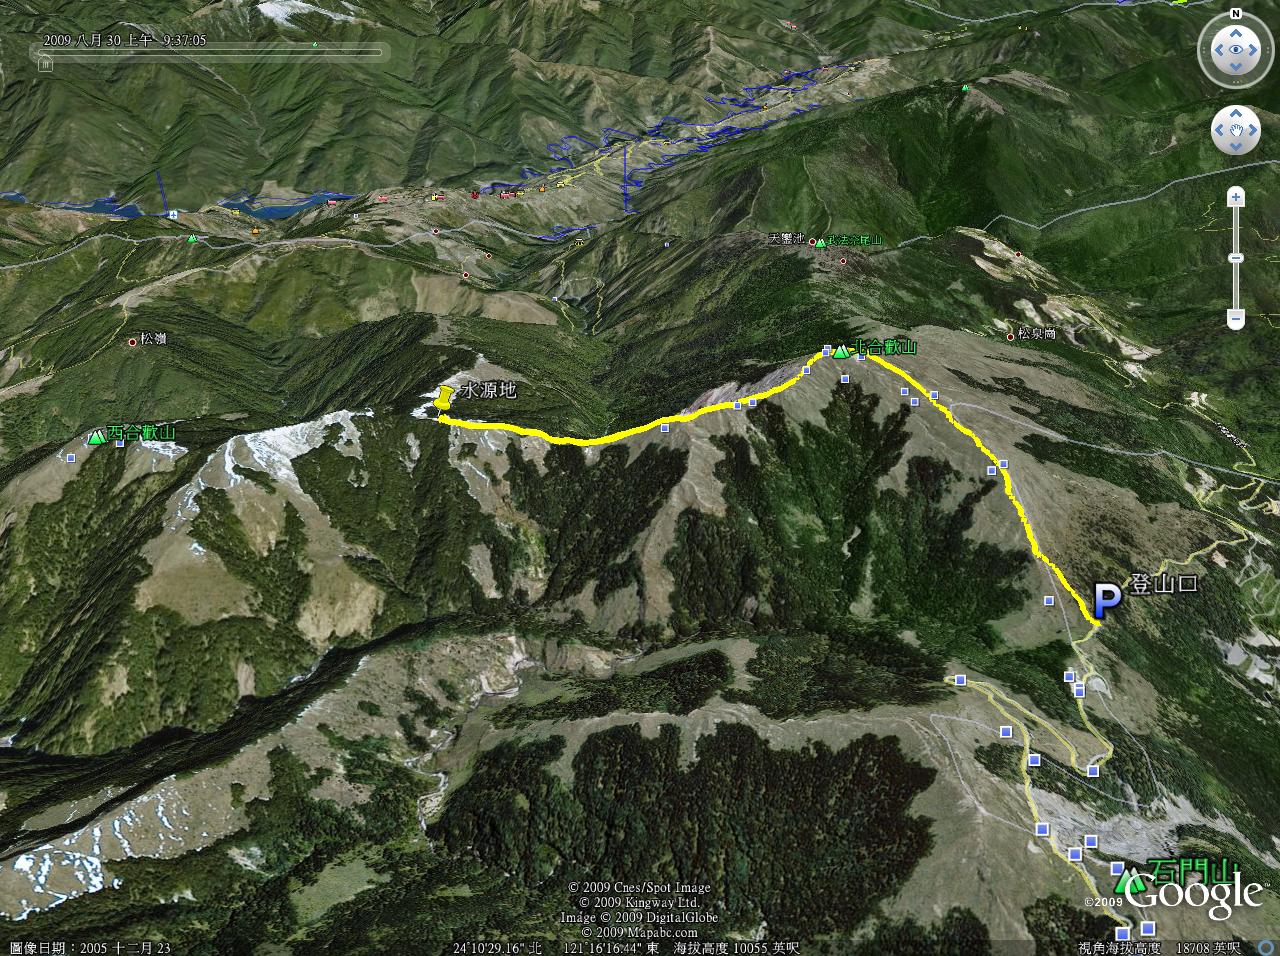 2009 八月 30 上午 9:37:05
N
天鑾池
武法奈尾山
松嶺
松泉崗
北合歡山
水源地
西合歡山
P
登山口
石門山
© 2009 Cnes/Spot Image
© 2009 Kingway Ltd.
Image © 2009 DigitalGlobe
© 2009 Mapabc.com
©2009 Google™
圖像日期：2005 十二月 23
24°10'29.16" 北 121°16'16.44" 東 海拔高度 10055 英呎
視角海拔高度 18708 英呎